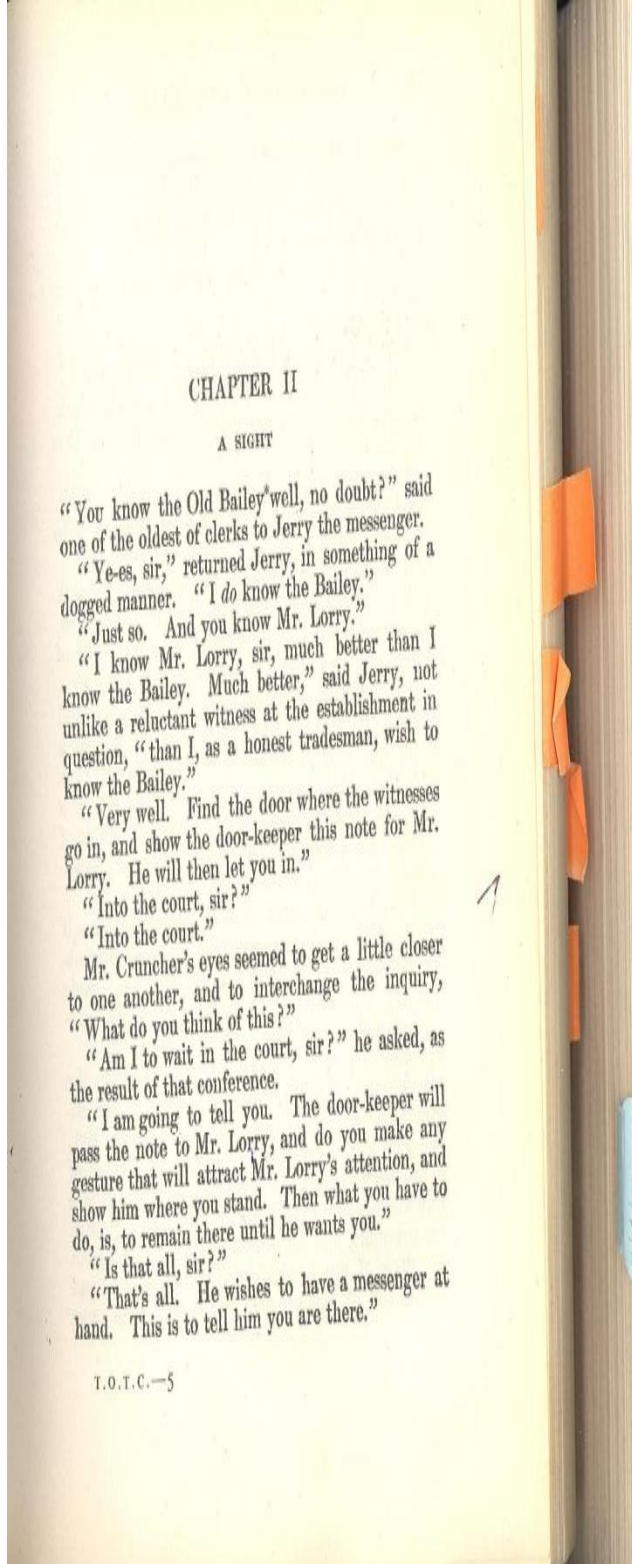 CHAPTER II
A SIGHT
“You know the Old Bailey well, no doubt?” said
one of the oldest of clerks to Jerry the messenger.
“Ye-es, sir,” returned Jerry, in something of a
dogged manner. “I do know the Bailey.”
“Just so. And you know Mr. Lorry.”
“I know Mr. Lorry, sir, much better than I
know the Bailey. Much better,” said Jerry, not
unlike a reluctant witness at the establishment in
question, “than I, as a honest tradesman, wish to
know the Bailey.”
“Very well. Find the door where the witnesses
go in, and show the door-keeper this note for Mr.
Lorry. He will then let you in.”
“Into the court, sir?”
“Into the court.”
Mr. Cruncher’s eyes seemed to get a little closer
to one another, and to interchange the inquiry,
“What do you think of this?”
“Am I to wait in the court, sir?” he asked, as
the result of that conference.
“I am going to tell you. The door-keeper will
pass the note to Mr. Lorry, and do you make any
gesture that will attract Mr. Lorry’s attention, and
show him where you stand. Then what you have to
do, is, to remain there until he wants you.”
“Is that all, sir?”
“That’s all. He wishes to have a messenger at
hand. This is to tell him you are there.”
T.O.T.C.—5